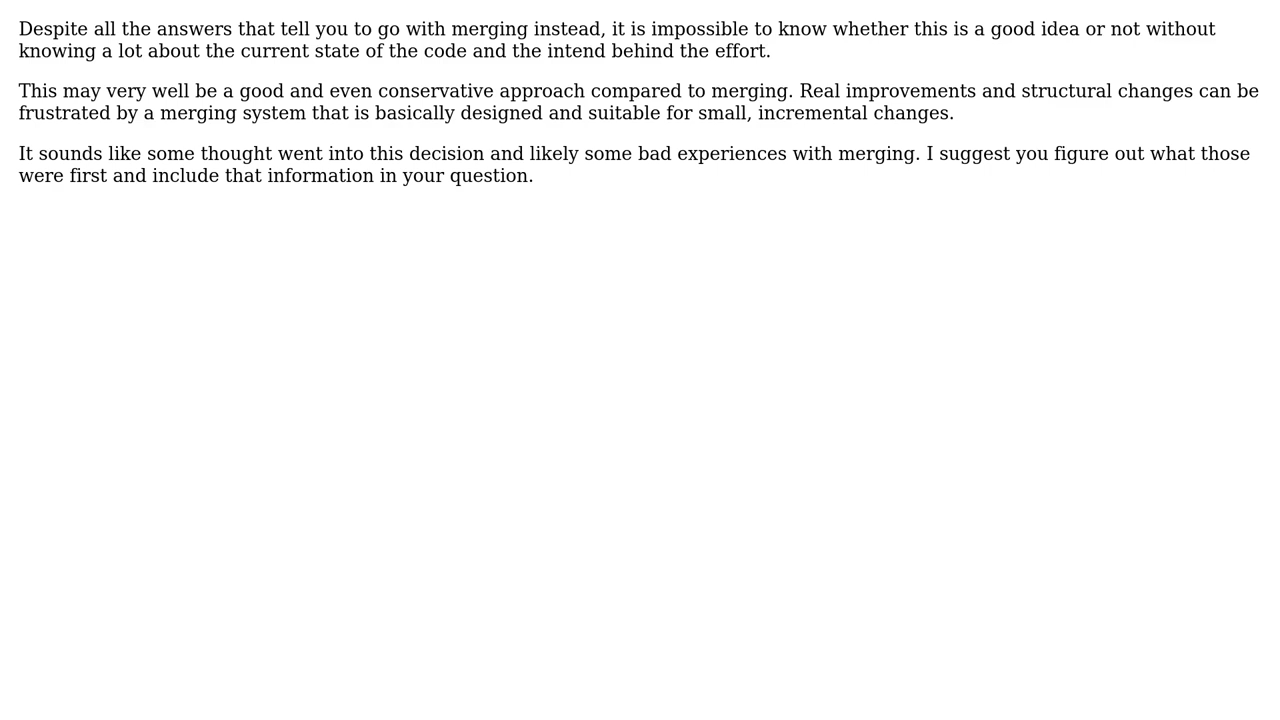 Despite all the answers that tell you to go with merging instead, it is impossible to know whether this is a good idea or not without
knowing a lot about the current state of the code and the intend behind the effort.
This may very well be a good and even conservative approach compared to merging. Real improvements and structural changes can be
frustrated by a merging system that is basically designed and suitable for small, incremental changes.
It sounds like some thought went into this decision and likely some bad experiences with merging. I suggest you figure out what those
were first and include that information in your question.